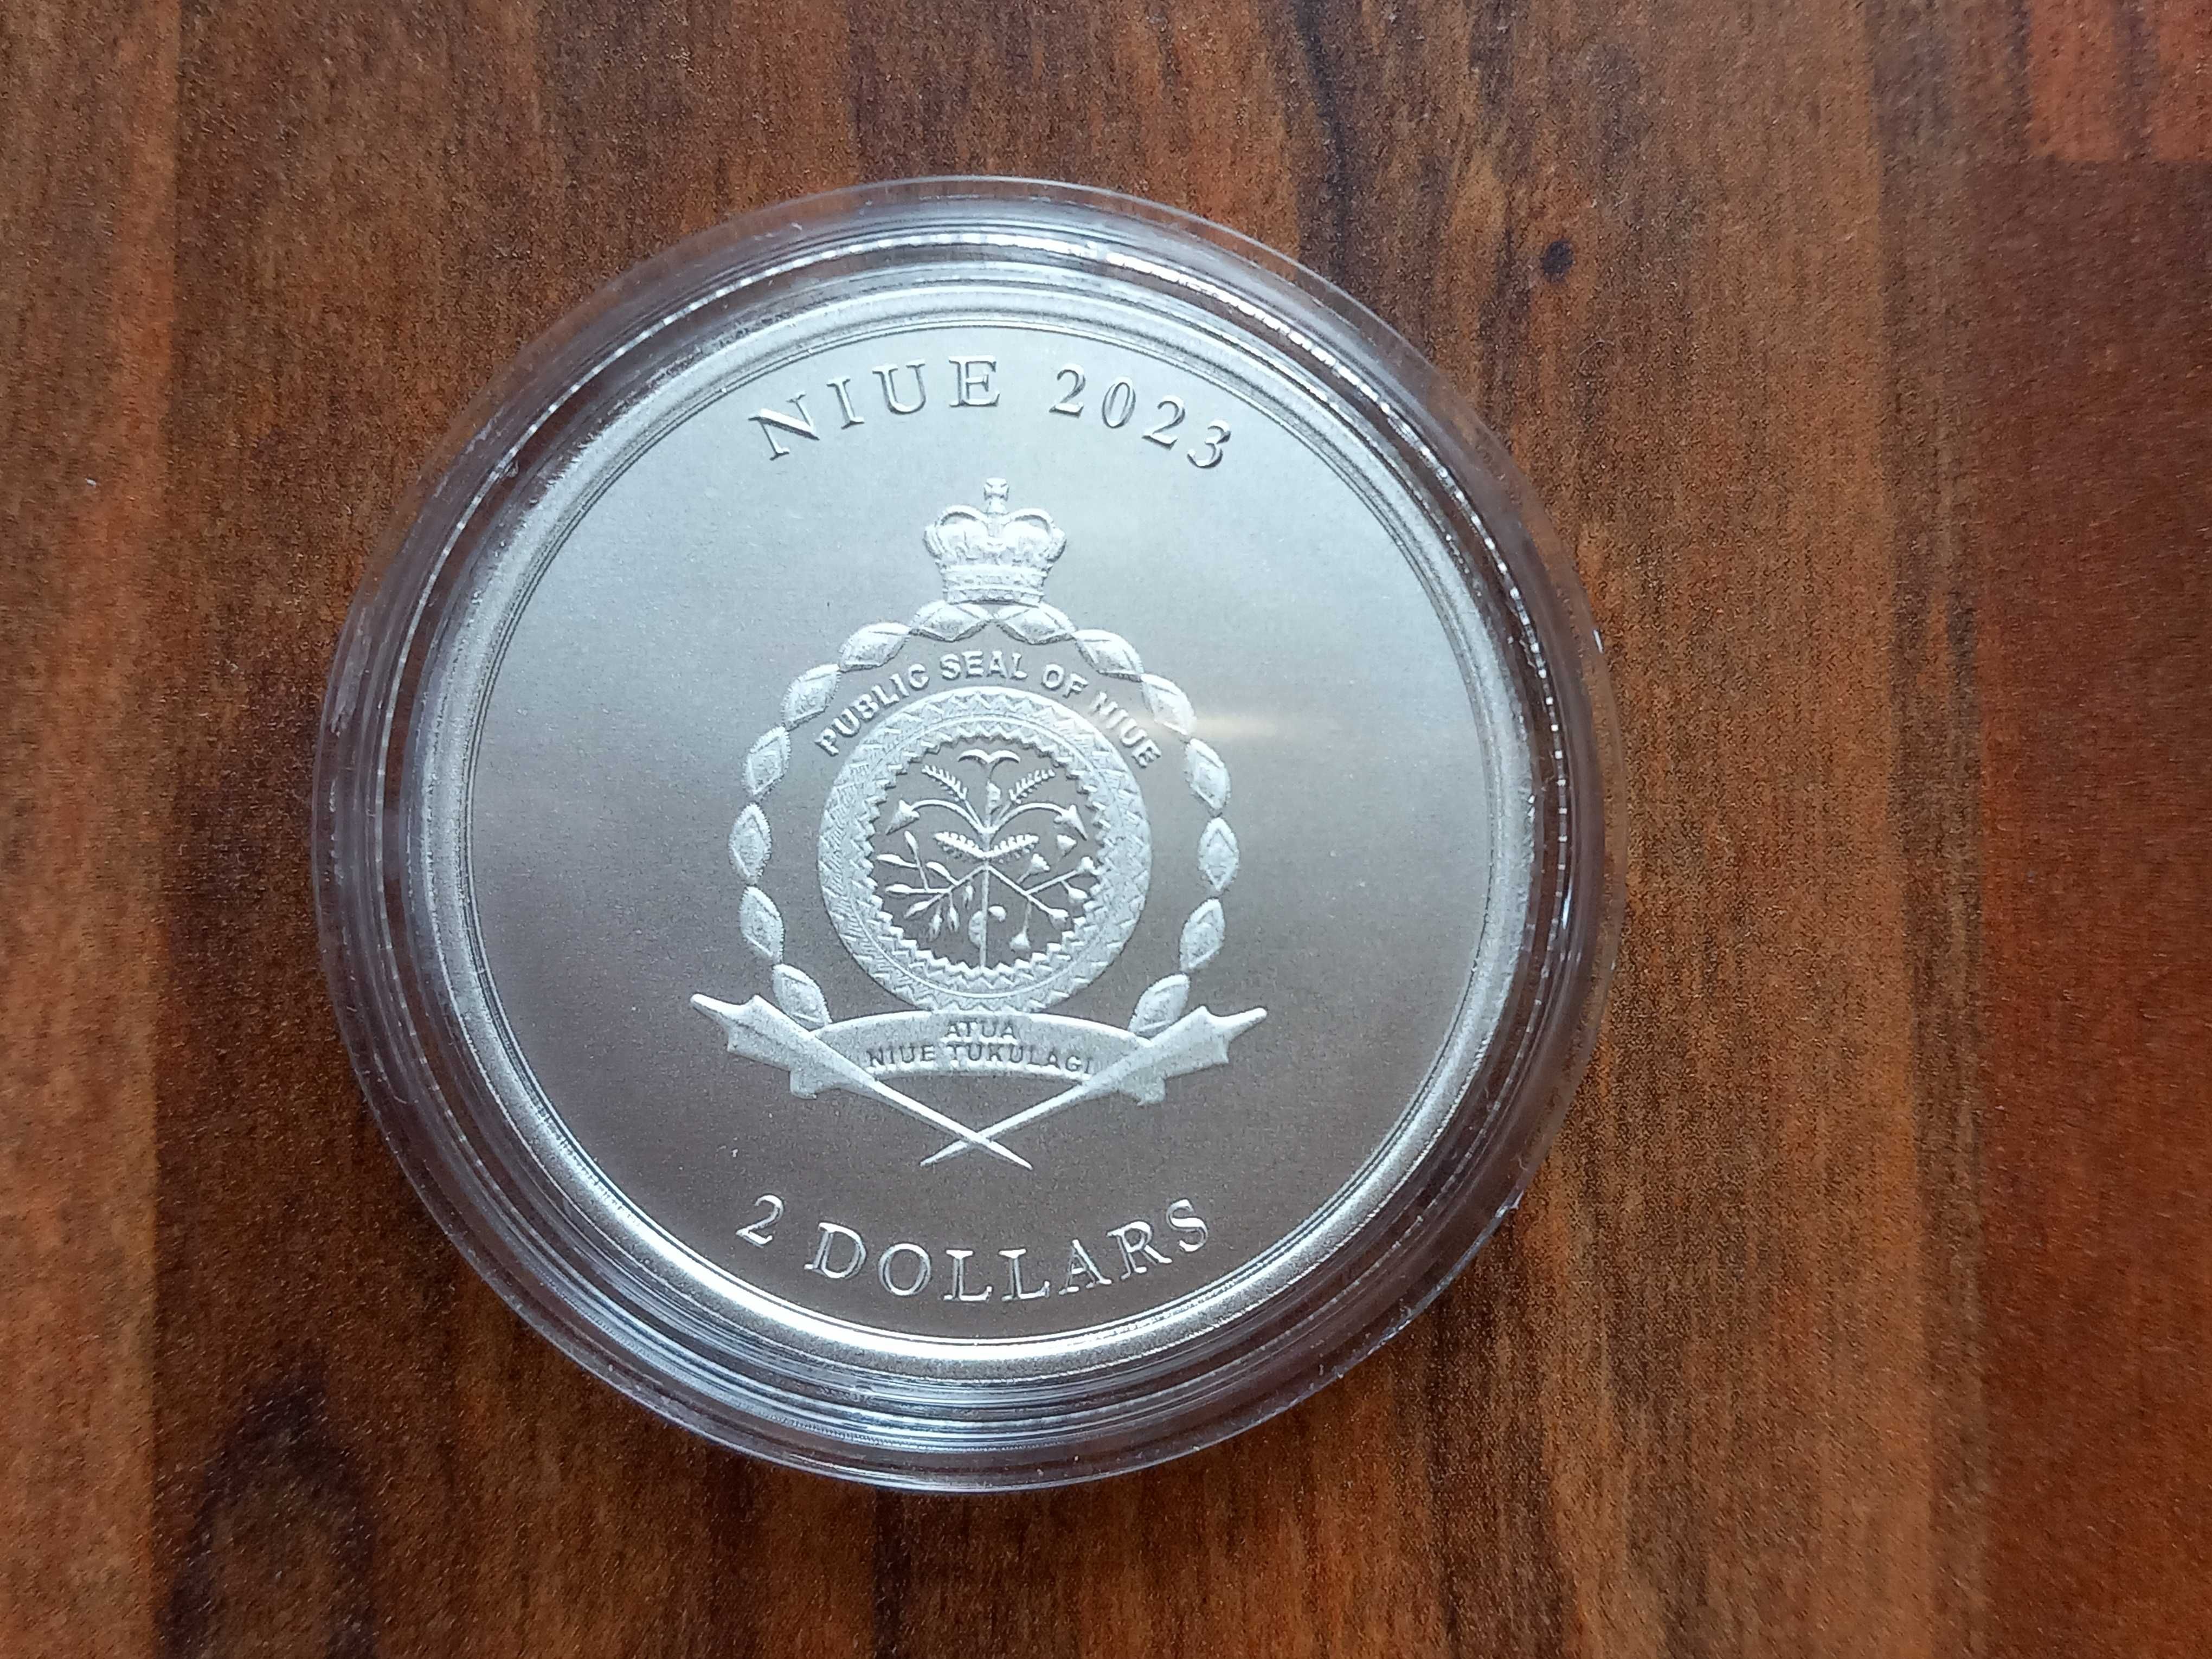 NIUE 2023
PUBLIC SEAL OF NIUE
ATUA
NIUE TUKULAGI
2 DOLLARS